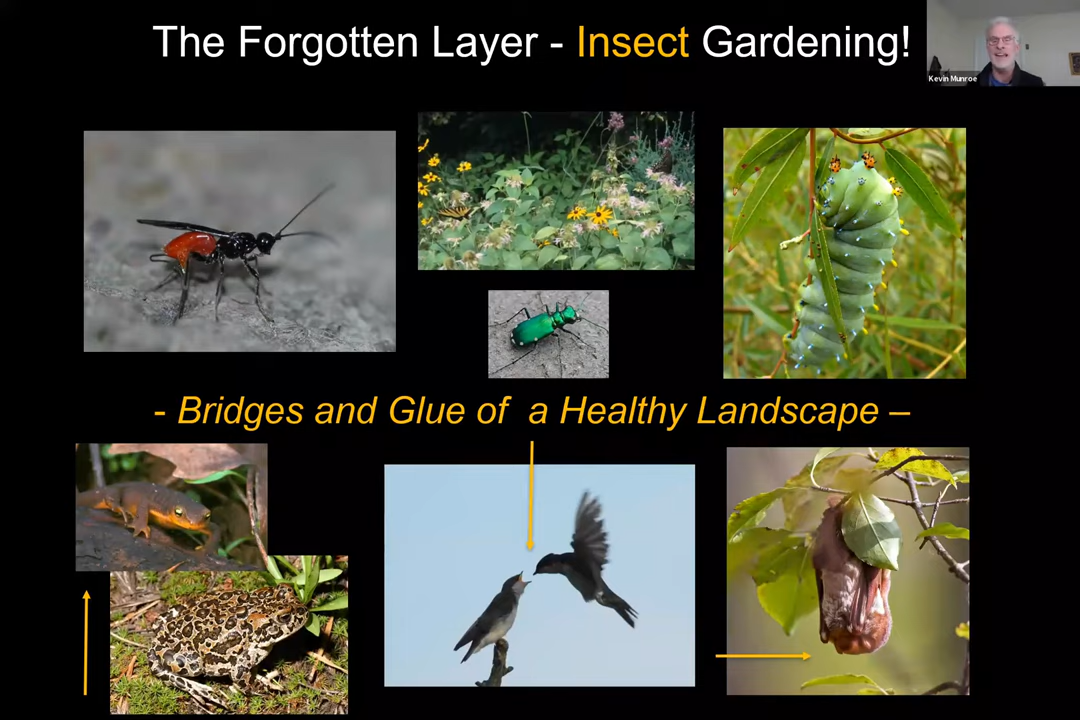 The Forgotten Layer - Insect Gardening!
Kevin Munroe
- Bridges and Glue of a Healthy Landscape –